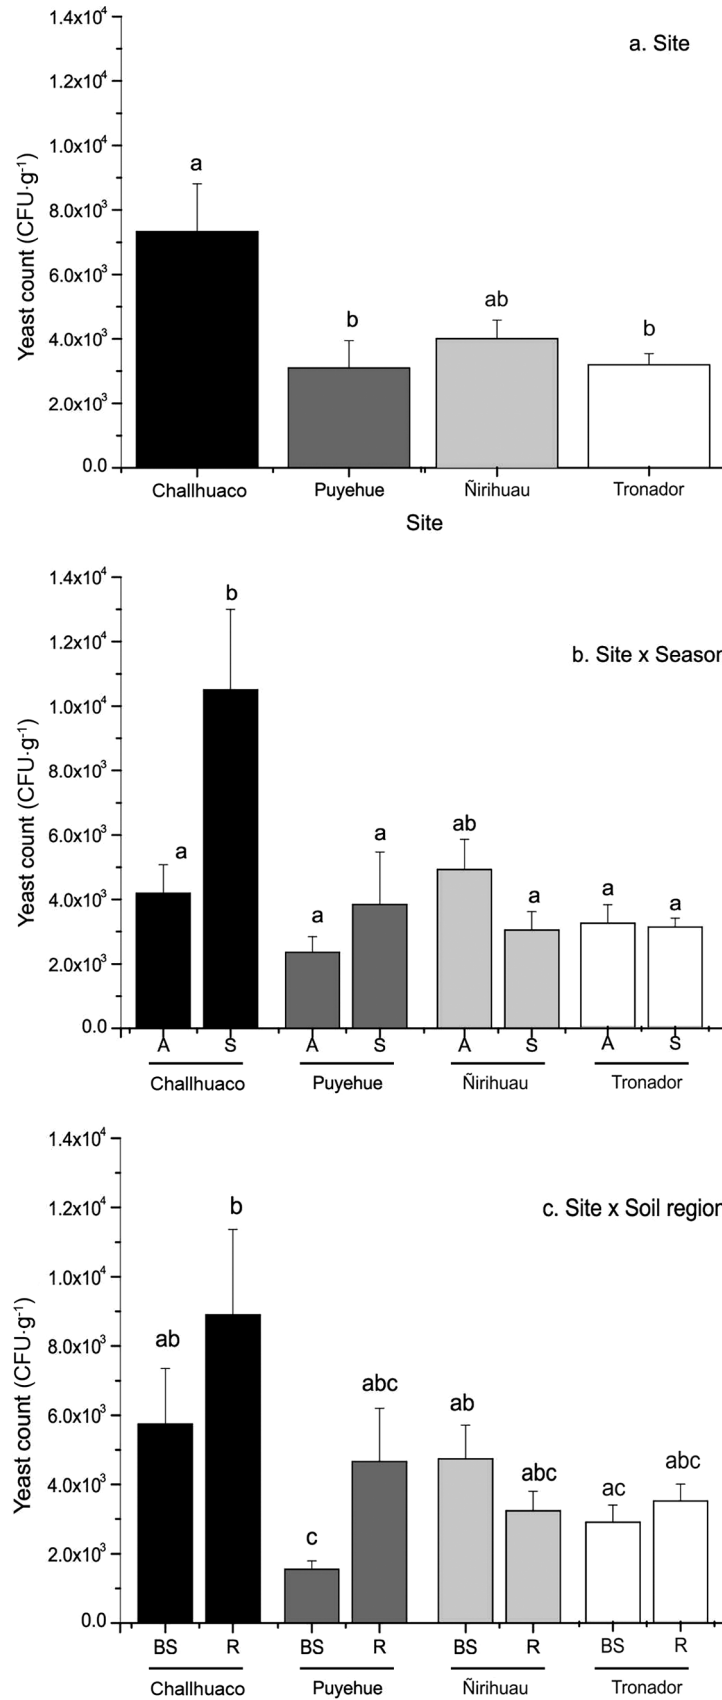 1.4x10⁴
a. Site
1.2x10⁴
1.0x10⁴
8.0x10³
6.0x10³
4.0x10³
2.0x10³
0.0
Yeast count (CFU·g⁻¹)
a
b
ab
b
Challhuaco
Puyehue
Ñirihuau
Tronador
Site
1.4x10⁴
b. Site x Season
1.2x10⁴
1.0x10⁴
8.0x10³
6.0x10³
4.0x10³
2.0x10³
0.0
Yeast count (CFU·g⁻¹)
a
b
a
a
ab
a
a
a
A S A S A S A S
Challhuaco
Puyehue
Ñirihuau
Tronador
1.4x10⁴
c. Site x Soil region
1.2x10⁴
1.0x10⁴
8.0x10³
6.0x10³
4.0x10³
2.0x10³
0.0
Yeast count (CFU·g⁻¹)
ab
b
c
abc
ab
abc
ac
abc
BS R BS R BS R BS R
Challhuaco
Puyehue
Ñirihuau
Tronador